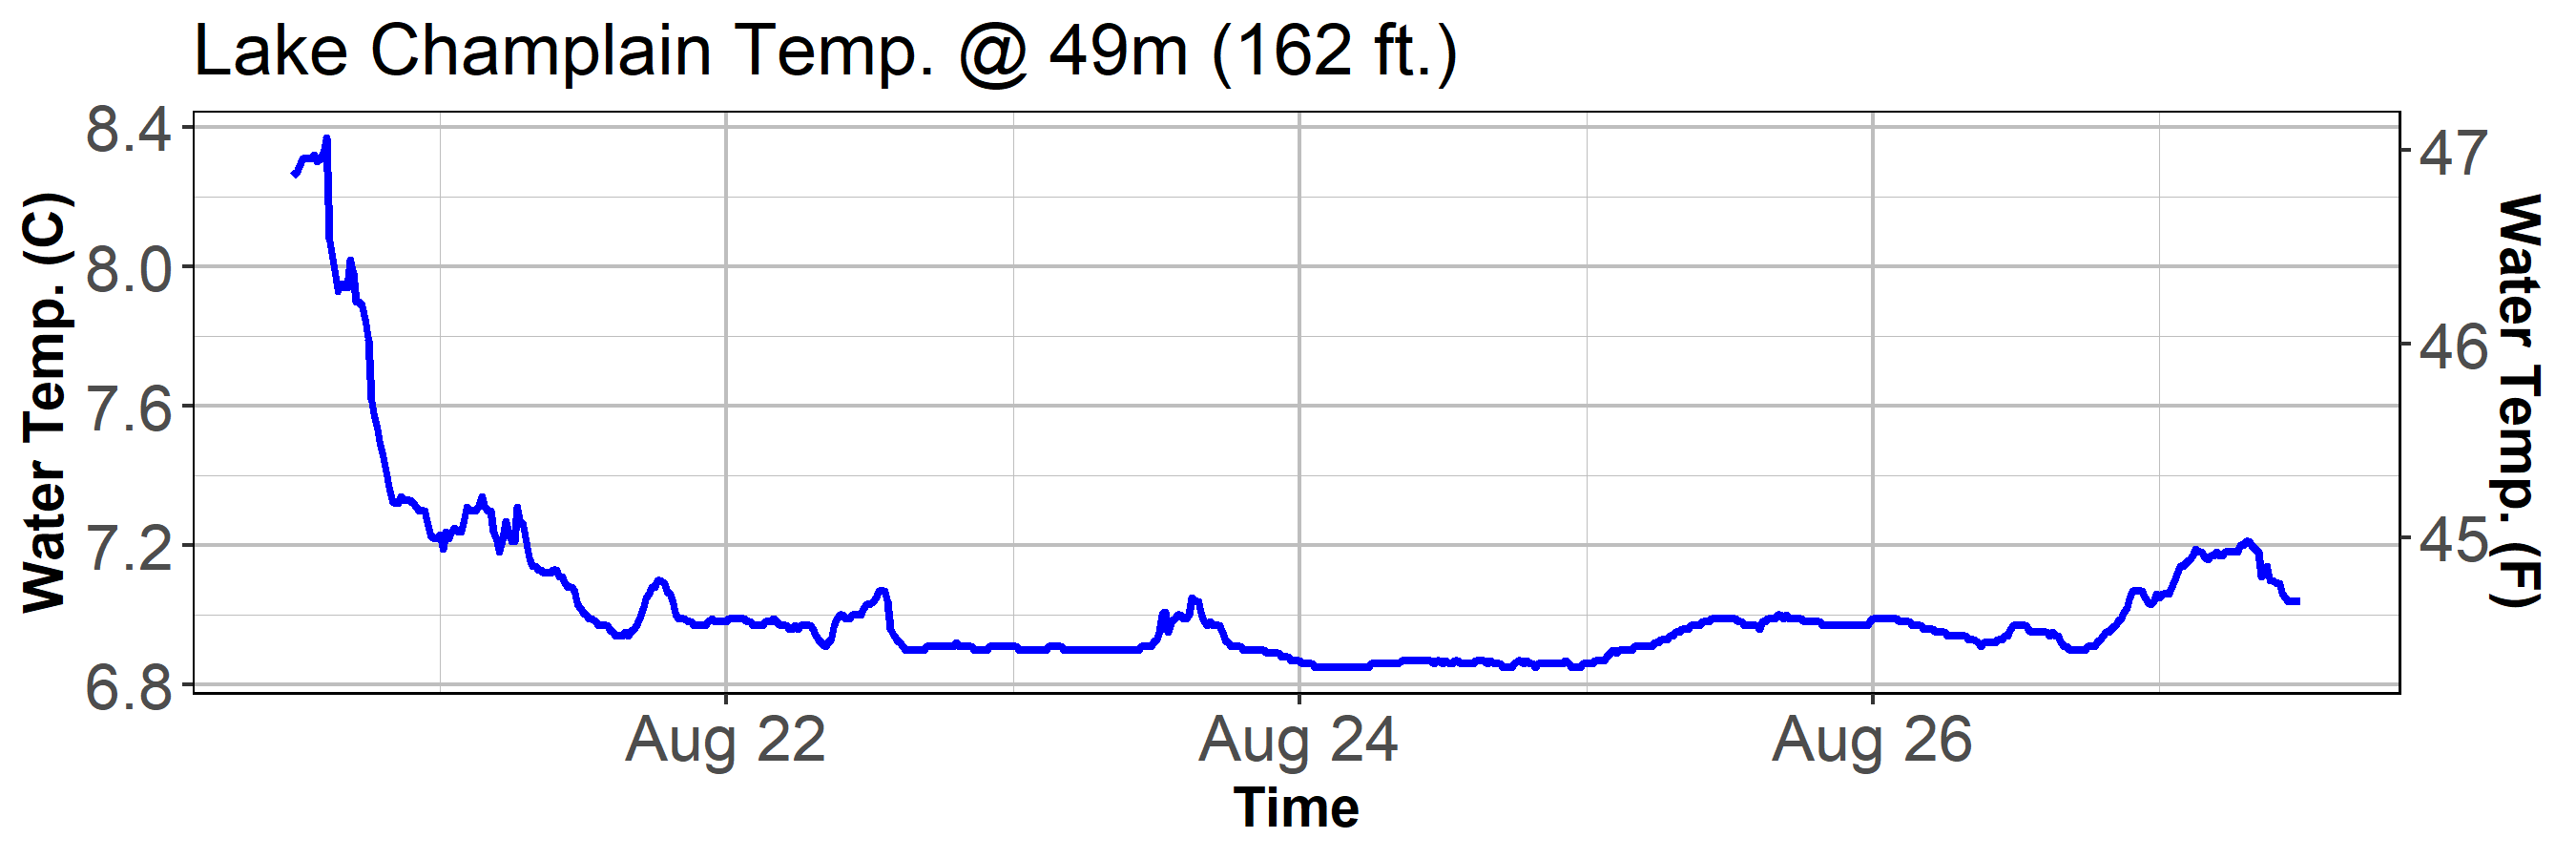 Lake Champlain Temp. @ 49m (162 ft.)
Water Temp. (C)
8.4
8.0
7.6
7.2
6.8
47
46
45
Water Temp. (F)
Aug 22
Aug 24
Aug 26
Time